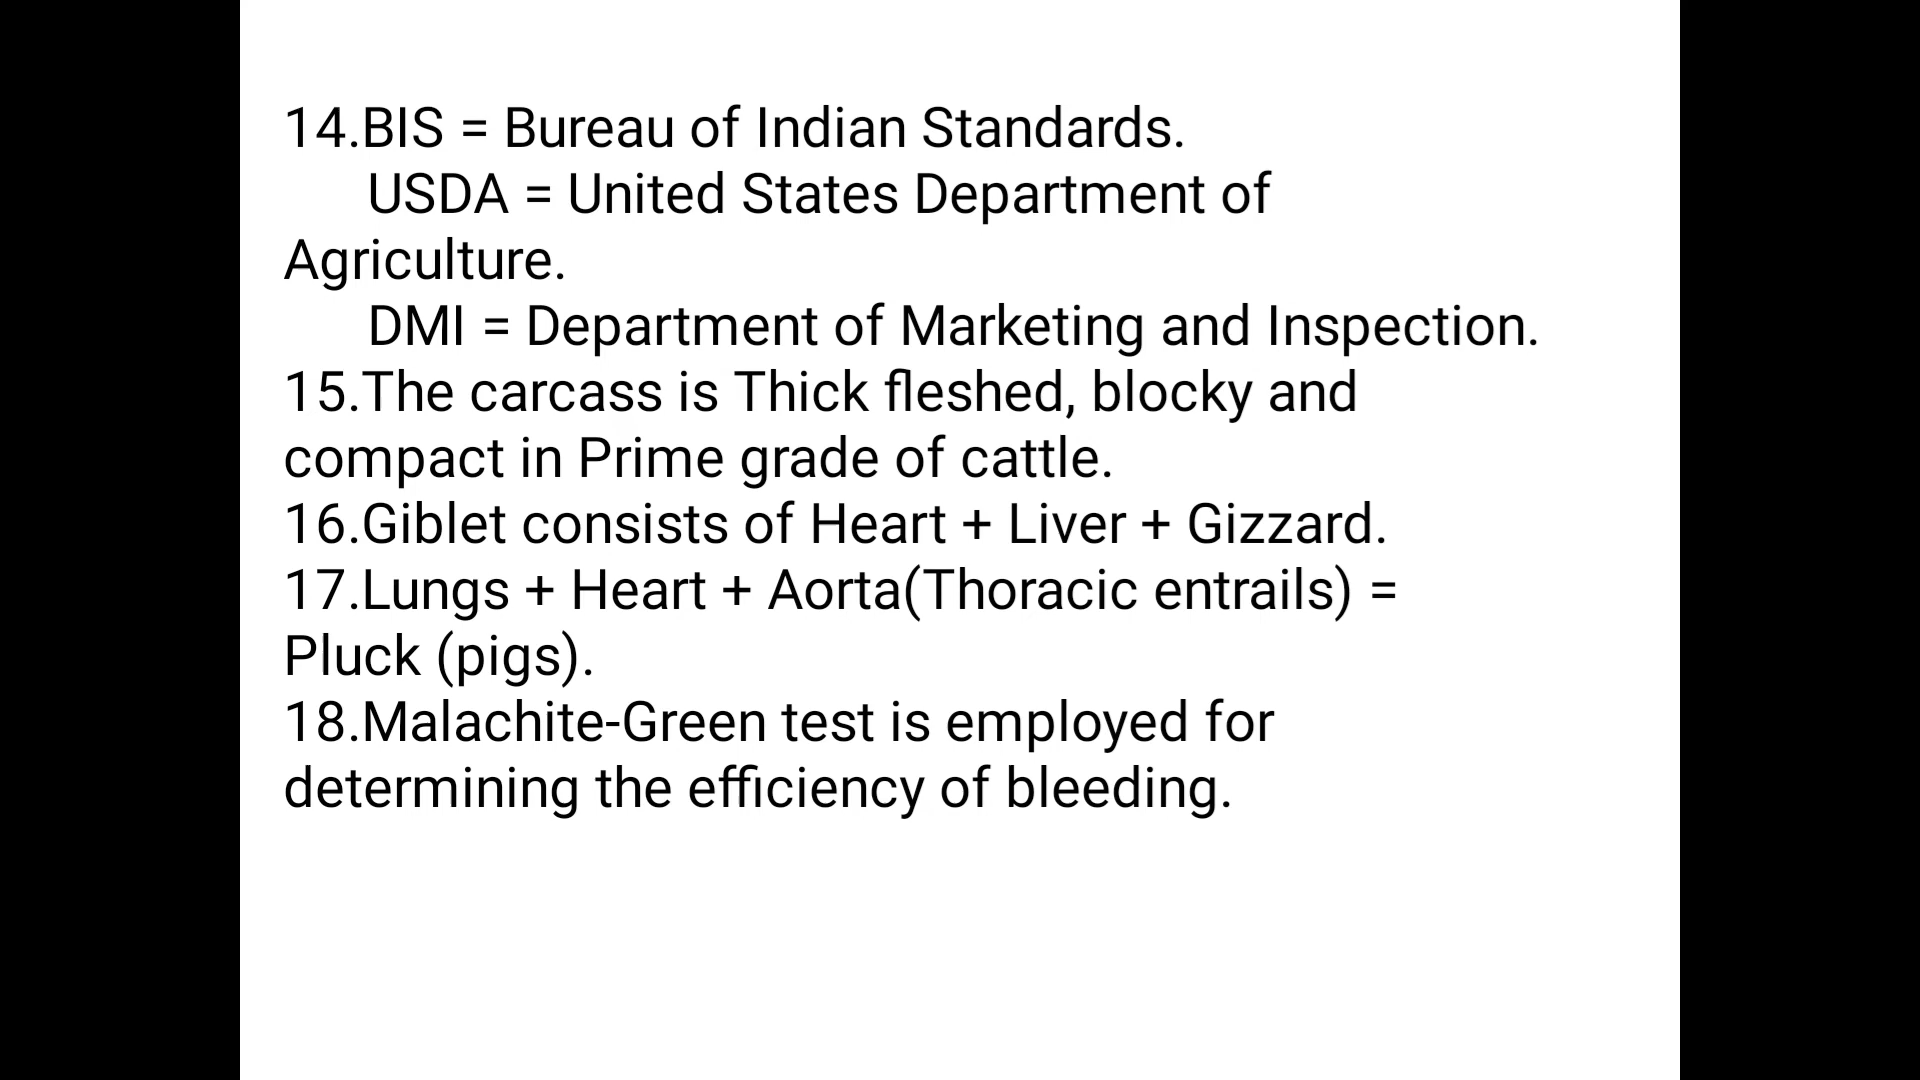 14.BIS = Bureau of Indian Standards.
USDA = United States Department of
Agriculture.
DMI = Department of Marketing and Inspection.
15.The carcass is Thick fleshed, blocky and
compact in Prime grade of cattle.
16.Giblet consists of Heart + Liver + Gizzard.
17.Lungs + Heart + Aorta(Thoracic entrails) =
Pluck (pigs).
18.Malachite-Green test is employed for
determining the efficiency of bleeding.